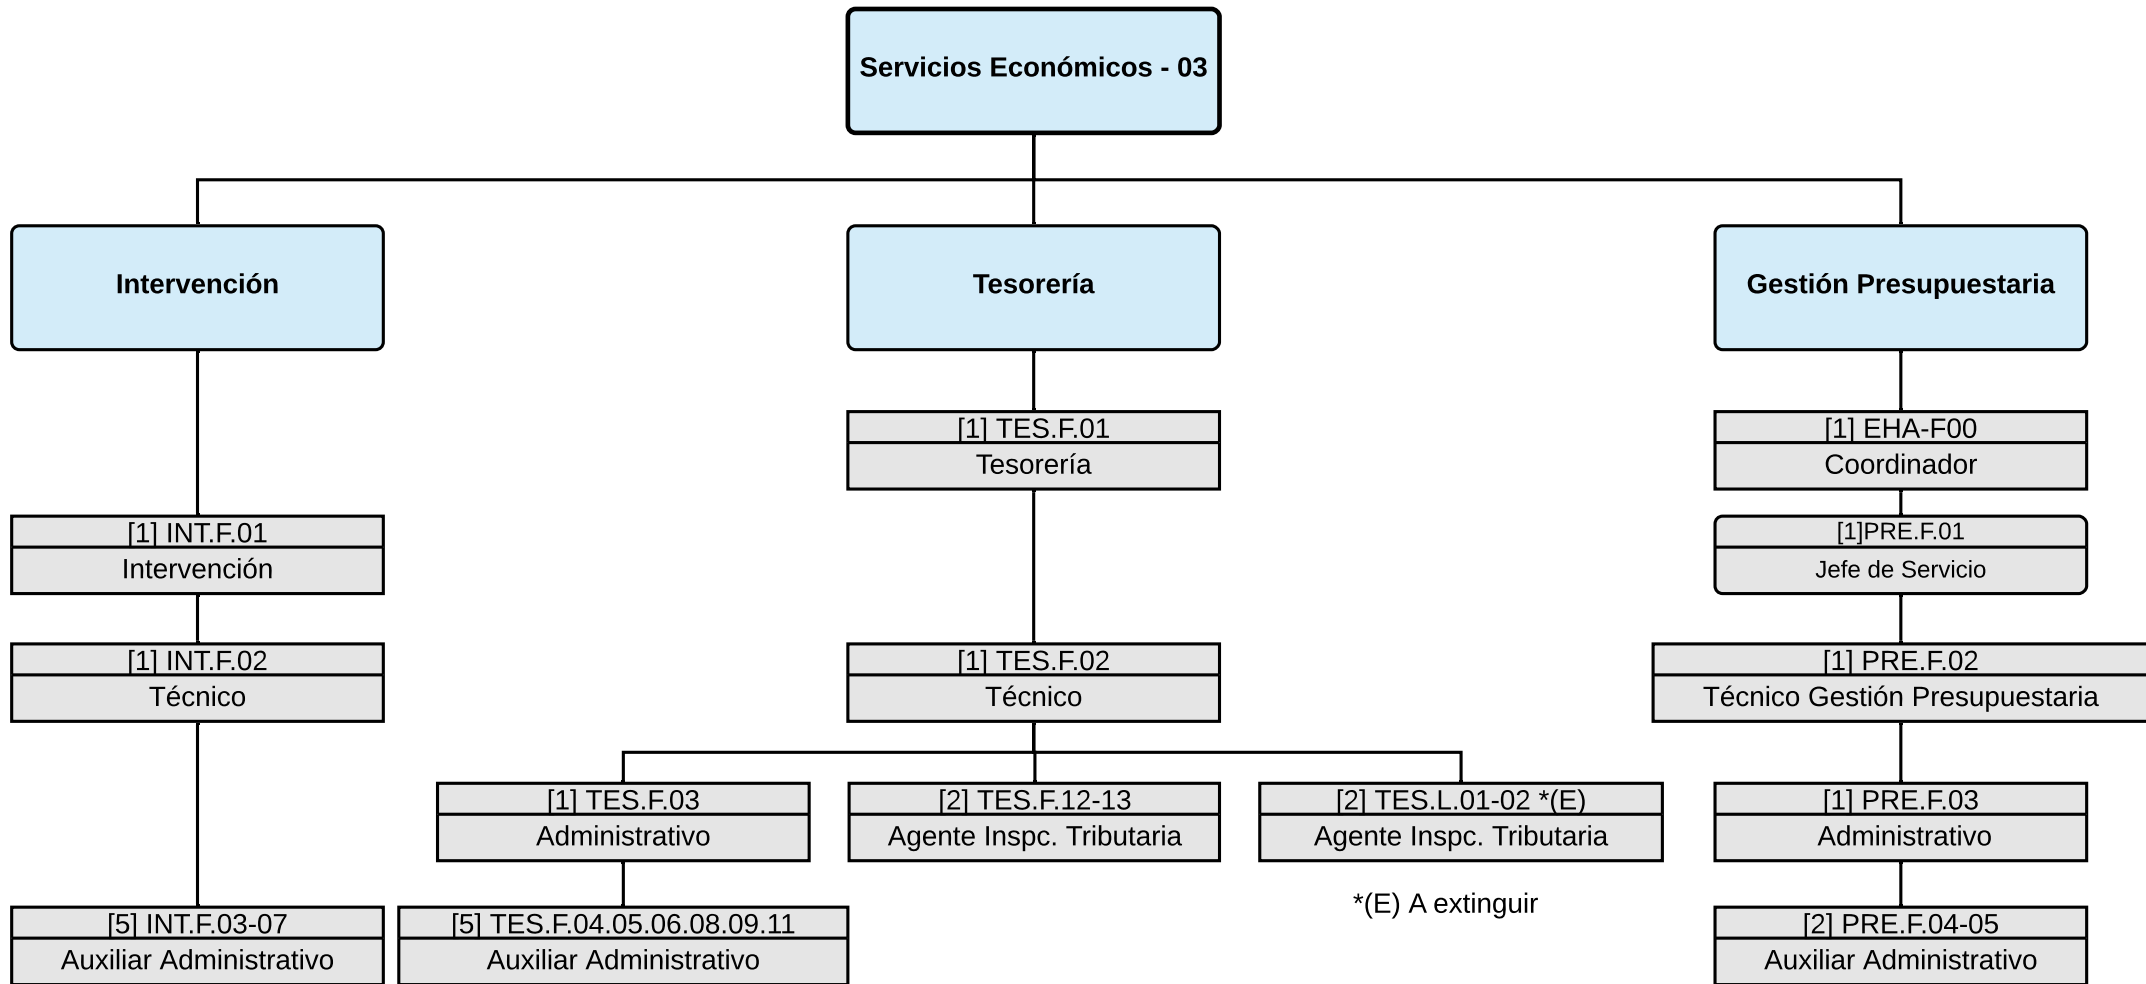 Servicios Económicos - 03
Intervención
Tesorería
Gestión Presupuestaria
[1] TES.F.01
Tesorería
[1] EHA-F00
Coordinador
[1] INT.F.01
Intervención
[1]PRE.F.01
Jefe de Servicio
[1] INT.F.02
Técnico
[1] TES.F.02
Técnico
[1] PRE.F.02
Técnico Gestión Presupuestaria
[1] TES.F.03
Administrativo
[2] TES.F.12-13
Agente Inspc. Tributaria
[2] TES.L.01-02 *(E)
Agente Inspc. Tributaria
[1] PRE.F.03
Administrativo
*(E) A extinguir
[5] INT.F.03-07
Auxiliar Administrativo
[5] TES.F.04.05.06.08.09.11
Auxiliar Administrativo
[2] PRE.F.04-05
Auxiliar Administrativo